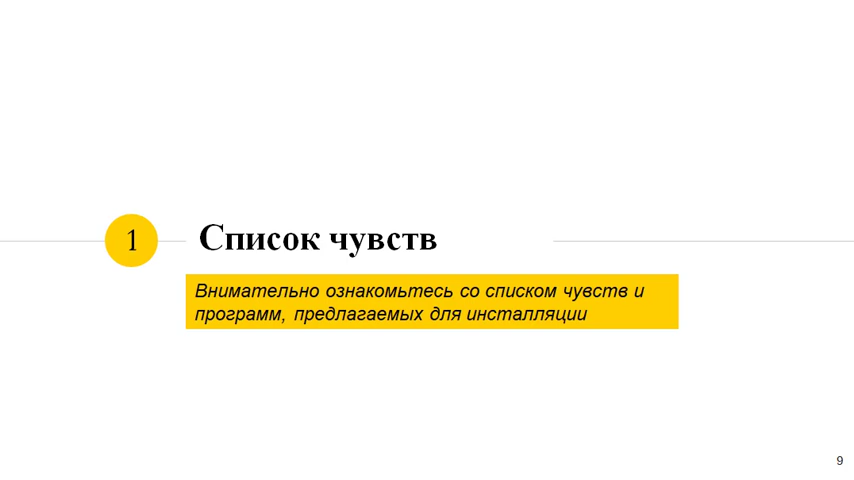 1
Список чувств
Внимательно ознакомьтесь со списком чувств и
программ, предлагаемых для инсталляции
9